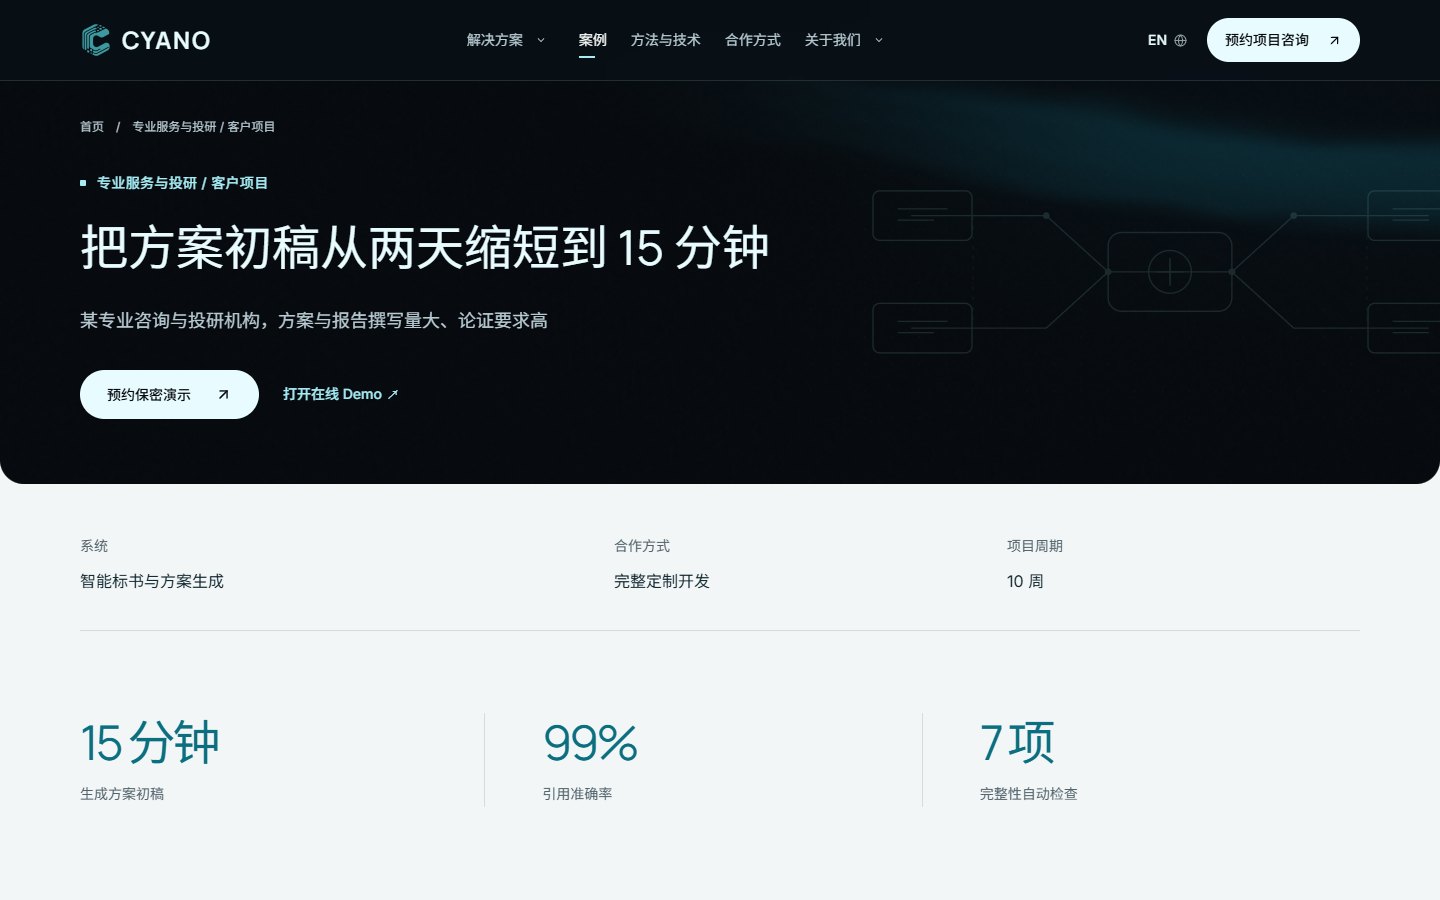 CYANO
解决方案
案例
方法与技术
合作方式
关于我们
EN
预约项目咨询
首页 / 专业服务与投研 / 客户项目
专业服务与投研 / 客户项目
把方案初稿从两天缩短到 15 分钟
某专业咨询与投研机构，方案与报告撰写量大、论证要求高
预约保密演示
打开在线 Demo
系统
智能标书与方案生成
合作方式
完整定制开发
项目周期
10 周
15 分钟
生成方案初稿
99%
引用准确率
7 项
完整性自动检查